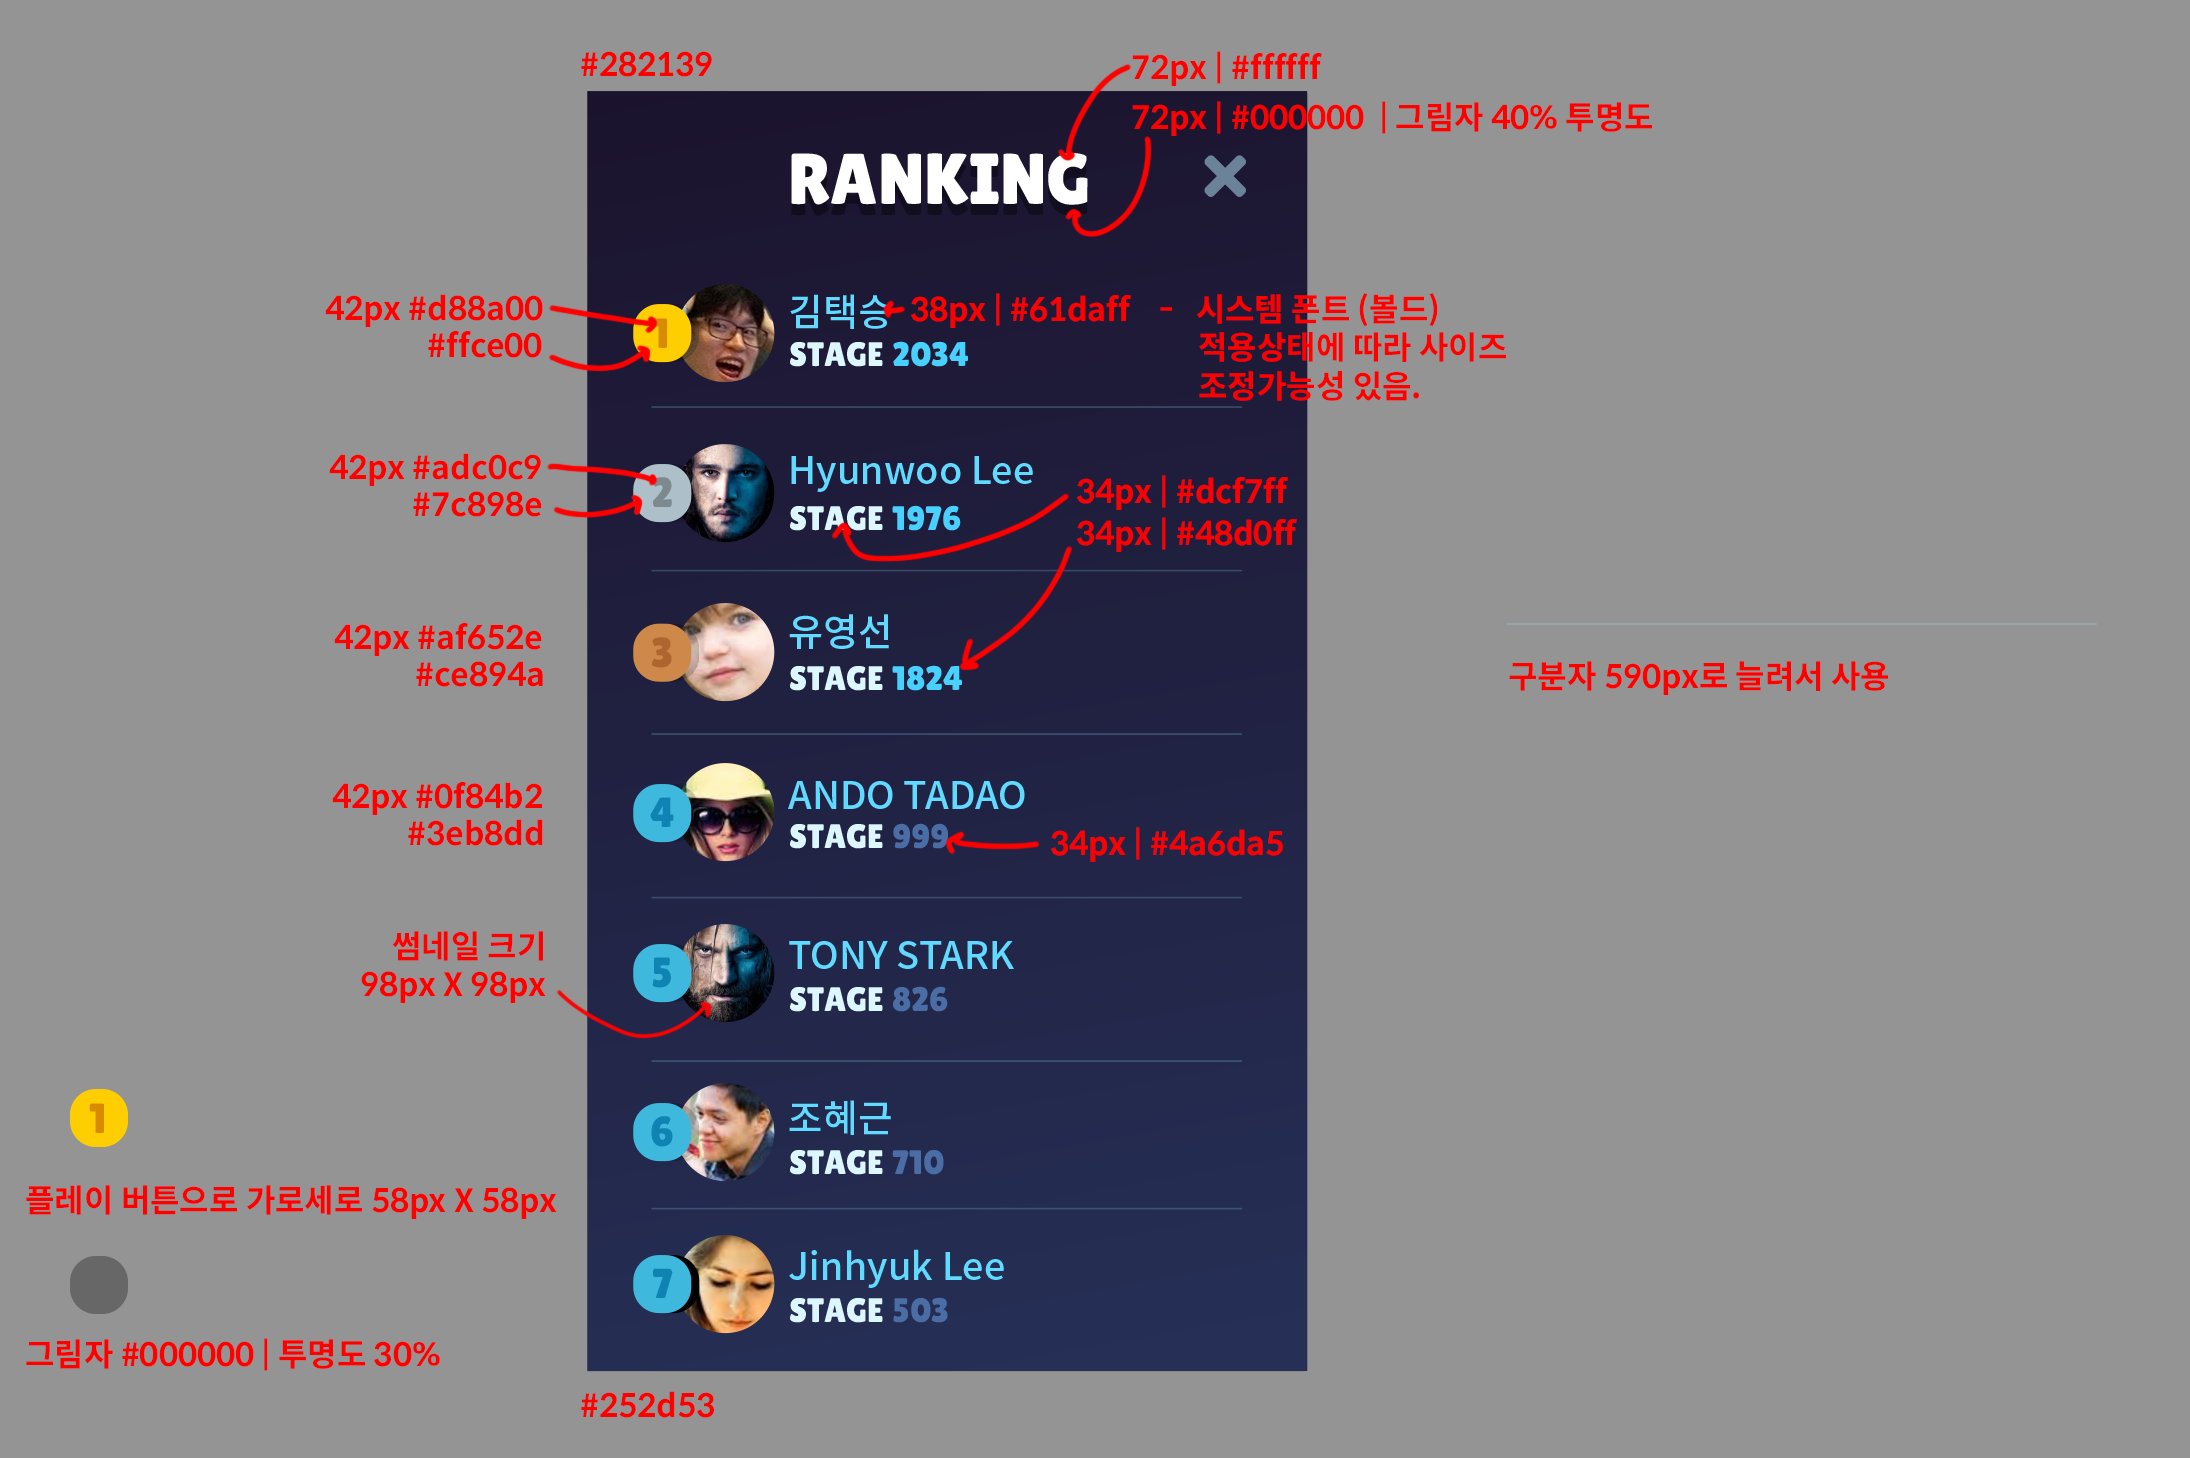 #282139
72px | #ffffff
72px | #000000 | 그림자 40% 투명도
RANKING
42px #d88a00
#ffce00
1
김택승
38px | #61daff - 시스템 폰트 (볼드)
적용상태에 따라 사이즈
조정가능성 있음.
STAGE 2034
42px #adc0c9
#7c898e
2
Hyunwoo Lee
STAGE 1976
34px | #dcf7ff
34px | #48d0ff
42px #af652e
#ce894a
3
유영선
STAGE 1824
구분자 590px로 늘려서 사용
42px #0f84b2
#3eb8dd
4
ANDO TADAO
STAGE 999
34px | #4a6da5
썸네일 크기
98px X 98px
5
TONY STARK
STAGE 826
6
조혜근
STAGE 710
1
플레이 버튼으로 가로세로 58px X 58px
7
Jinhyuk Lee
STAGE 503
그림자 #000000 | 투명도 30%
#252d53